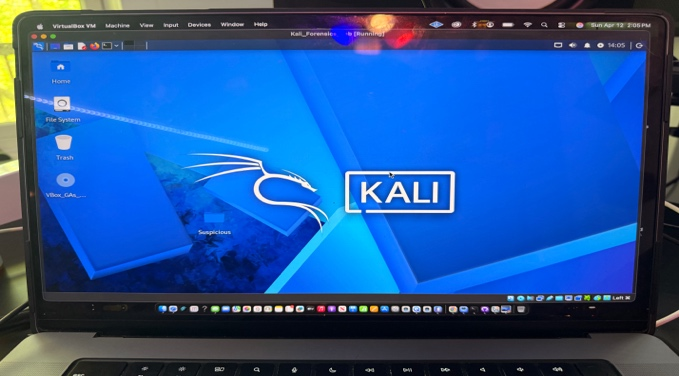 VirtualBox VM Machine View Input Devices Window Help
Sun Apr 12 2:05 PM
[Running]
14:05
Home
File System
Trash
VBox_GAs_...
Suspicious
KALI
Left ⌘